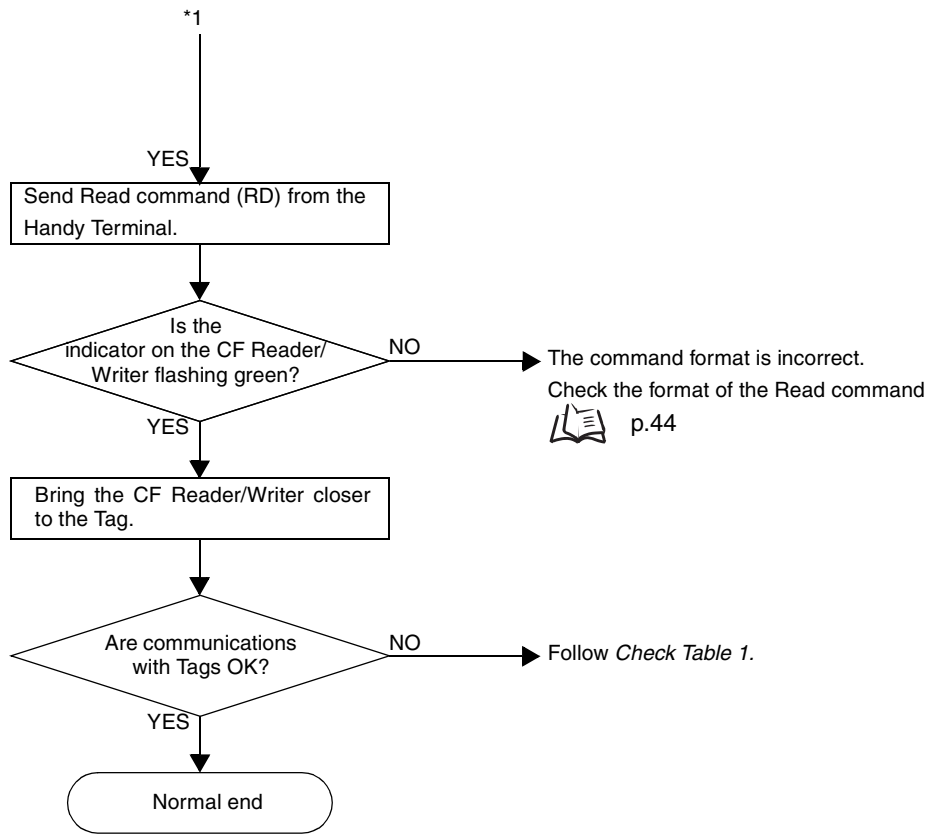 *1
YES
Send Read command (RD) from the
Handy Terminal.
Is the
indicator on the CF Reader/
Writer flashing green?
NO
The command format is incorrect.
Check the format of the Read command
p.44
YES
Bring the CF Reader/Writer closer
to the Tag.
Are communications
with Tags OK?
NO
Follow Check Table 1.
YES
Normal end